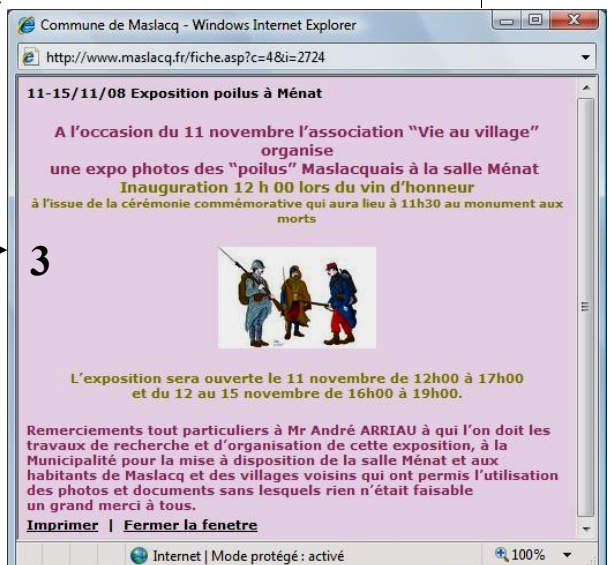 Commune de Maslacq - Windows Internet Explorer
http://www.maslacq.fr/fiche.asp?c=4&i=2724
11-15/11/08 Exposition poilus à Ménat
A l'occasion du 11 novembre l'association "Vie au village"
organise
une expo photos des "poilus" Maslacquais à la salle Ménat
Inauguration 12 h 00 lors du vin d'honneur
à l'issue de la cérémonie commémorative qui aura lieu à 11h30 au monument aux
morts
3
L'exposition sera ouverte le 11 novembre de 12h00 à 17h00
et du 12 au 15 novembre de 16h00 à 19h00.
Remerciements tout particuliers à Mr André ARRIAU à qui l'on doit les
travaux de recherche et d'organisation de cette exposition, à la
Municipalité pour la mise à disposition de la salle Ménat et aux
habitants de Maslacq et des villages voisins qui ont permis l'utilisation
des photos et documents sans lesquels rien n'était faisable
un grand merci à tous.
Imprimer | Fermer la fenetre
Internet | Mode protégé : activé 100%